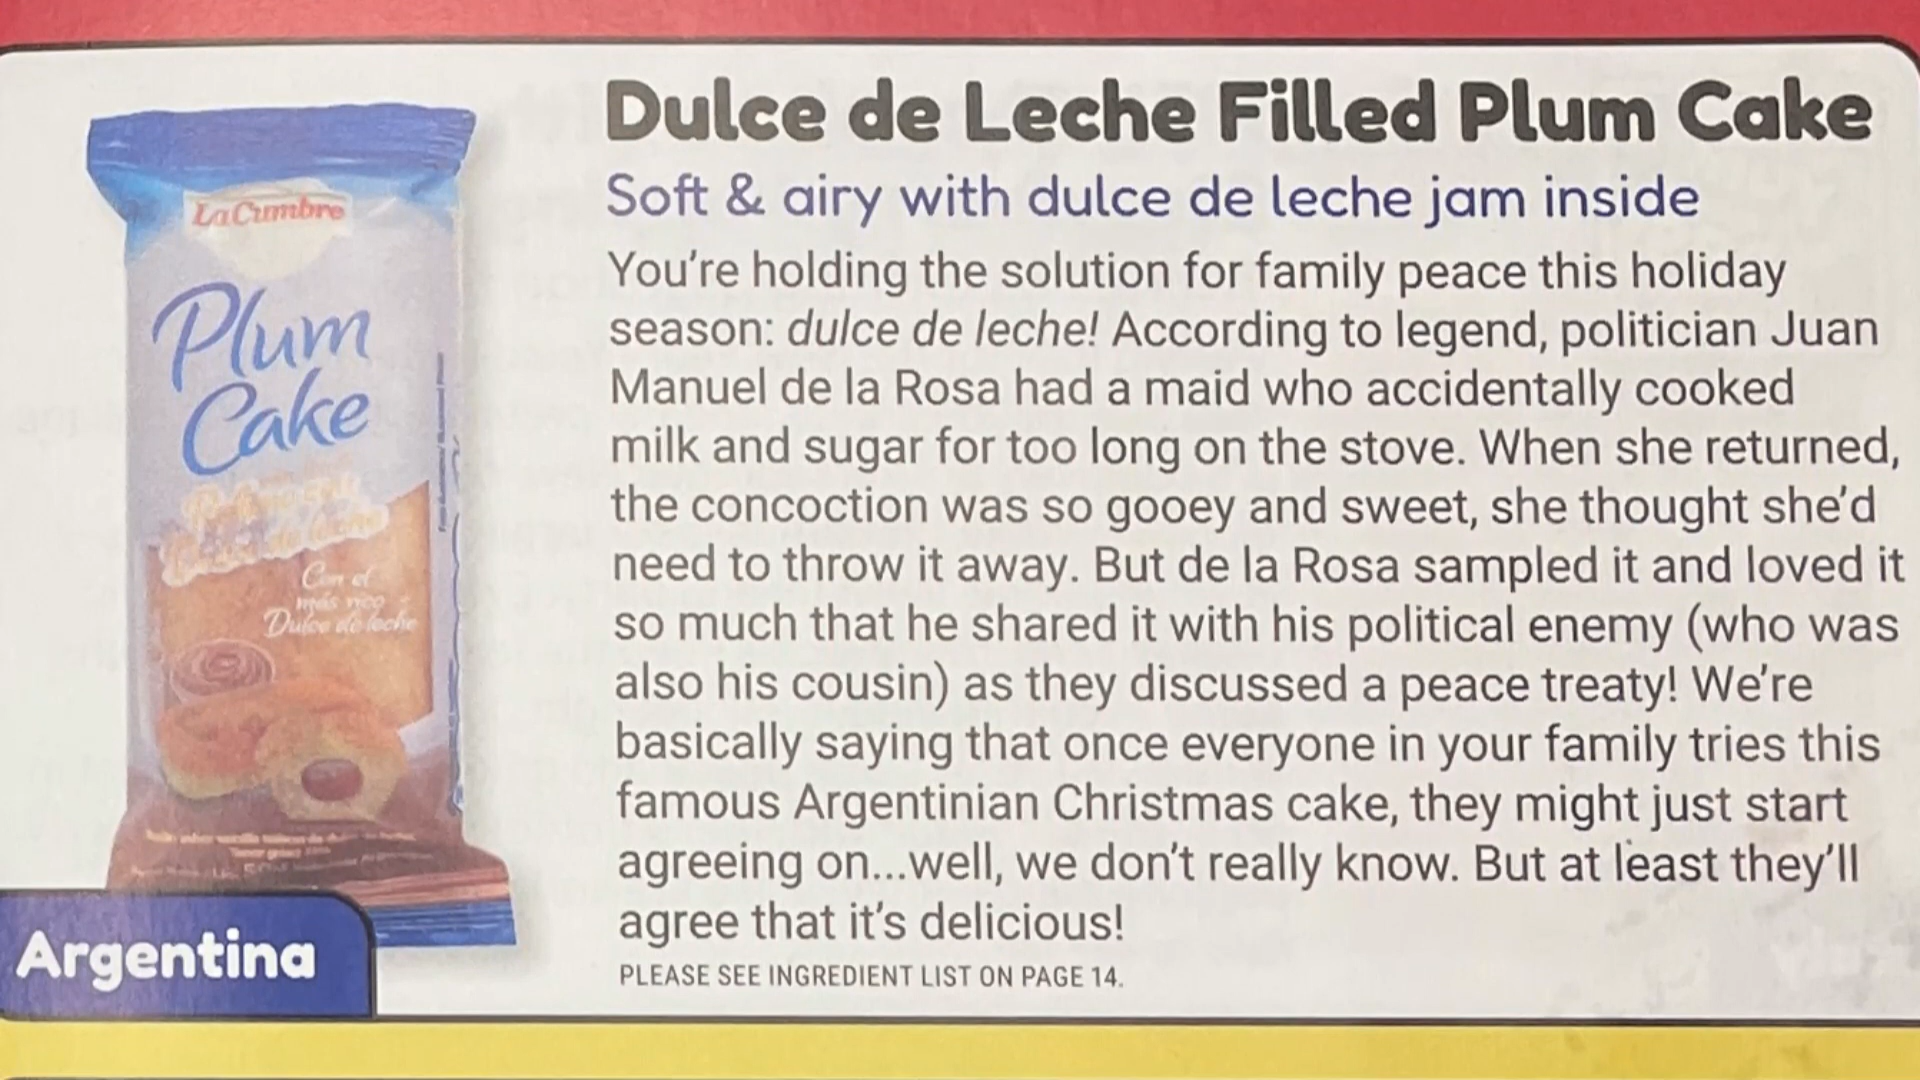 Dulce de Leche Filled Plum Cake
Soft & airy with dulce de leche jam inside
You're holding the solution for family peace this holiday
season: dulce de leche! According to legend, politician Juan
Manuel de la Rosa had a maid who accidentally cooked
milk and sugar for too long on the stove. When she returned,
the concoction was so gooey and sweet, she thought she'd
need to throw it away. But de la Rosa sampled it and loved it
so much that he shared it with his political enemy (who was
also his cousin) as they discussed a peace treaty! We're
basically saying that once everyone in your family tries this
famous Argentinian Christmas cake, they might just start
agreeing on...well, we don't really know. But at least they'll
agree that it's delicious!
PLEASE SEE INGREDIENT LIST ON PAGE 14.
LaCumbre
Plum
Cake
Con el
más rico
Dulce de leche
Argentina